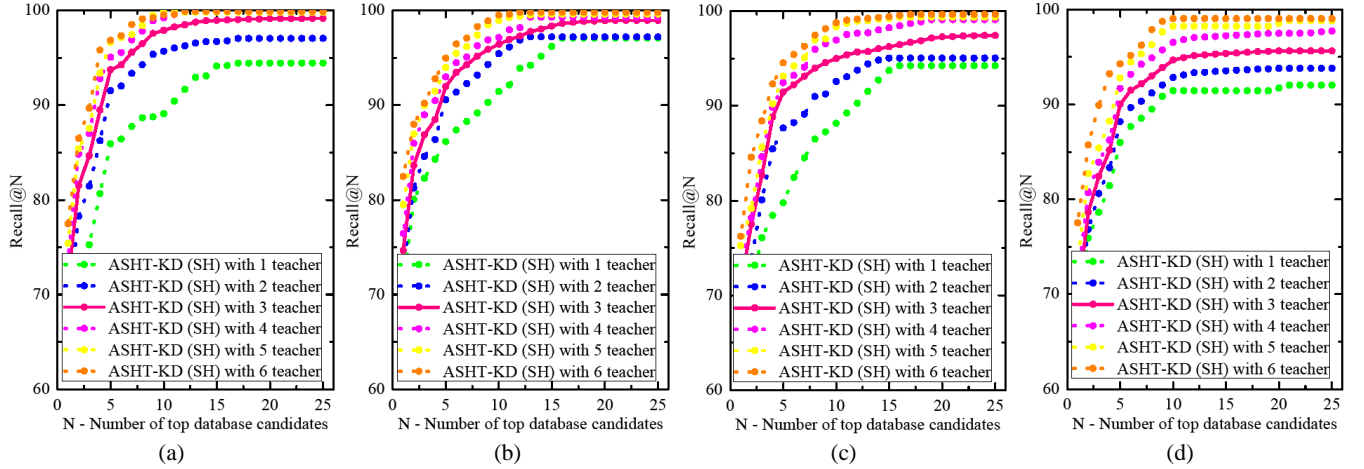 100
90
80
70
60
Recall@N
ASHT-KD (SH) with 1 teacher
ASHT-KD (SH) with 2 teacher
ASHT-KD (SH) with 3 teacher
ASHT-KD (SH) with 4 teacher
ASHT-KD (SH) with 5 teacher
ASHT-KD (SH) with 6 teacher
0 5 10 15 20 25
N - Number of top database candidates
(a)
100
90
80
70
60
Recall@N
ASHT-KD (SH) with 1 teacher
ASHT-KD (SH) with 2 teacher
ASHT-KD (SH) with 3 teacher
ASHT-KD (SH) with 4 teacher
ASHT-KD (SH) with 5 teacher
ASHT-KD (SH) with 6 teacher
0 5 10 15 20 25
N - Number of top database candidates
(b)
100
90
80
70
60
Recall@N
ASHT-KD (SH) with 1 teacher
ASHT-KD (SH) with 2 teacher
ASHT-KD (SH) with 3 teacher
ASHT-KD (SH) with 4 teacher
ASHT-KD (SH) with 5 teacher
ASHT-KD (SH) with 6 teacher
0 5 10 15 20 25
N - Number of top database candidates
(c)
100
90
80
70
60
Recall@N
ASHT-KD (SH) with 1 teacher
ASHT-KD (SH) with 2 teacher
ASHT-KD (SH) with 3 teacher
ASHT-KD (SH) with 4 teacher
ASHT-KD (SH) with 5 teacher
ASHT-KD (SH) with 6 teacher
0 5 10 15 20 25
N - Number of top database candidates
(d)